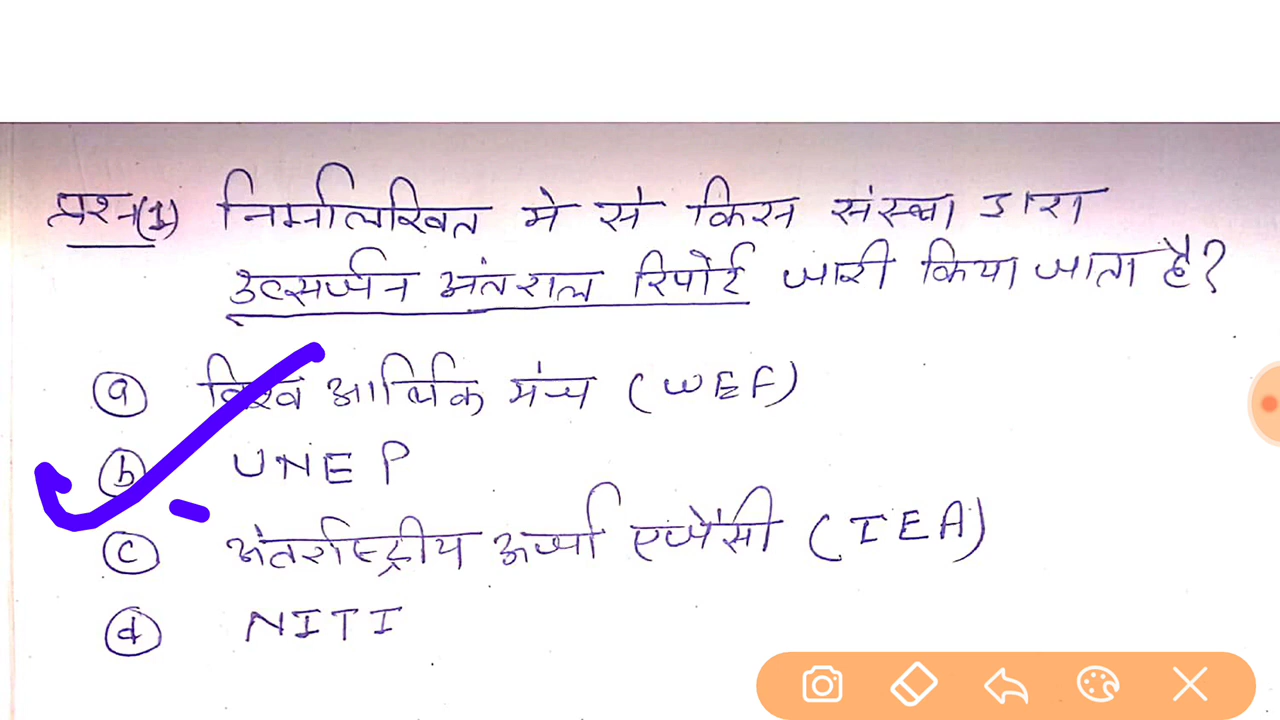 प्रश्न(1) निम्नलिखित मे से किस संस्था द्वारा
उत्सर्जन अंतराल रिपोर्ट जारी किया जाता है?
(a) विश्व आर्थिक मंच (WEF)
(b) UNEP
(c) अंतर्राष्ट्रीय ऊर्जा एजेंसी (IEA)
(d) NITI